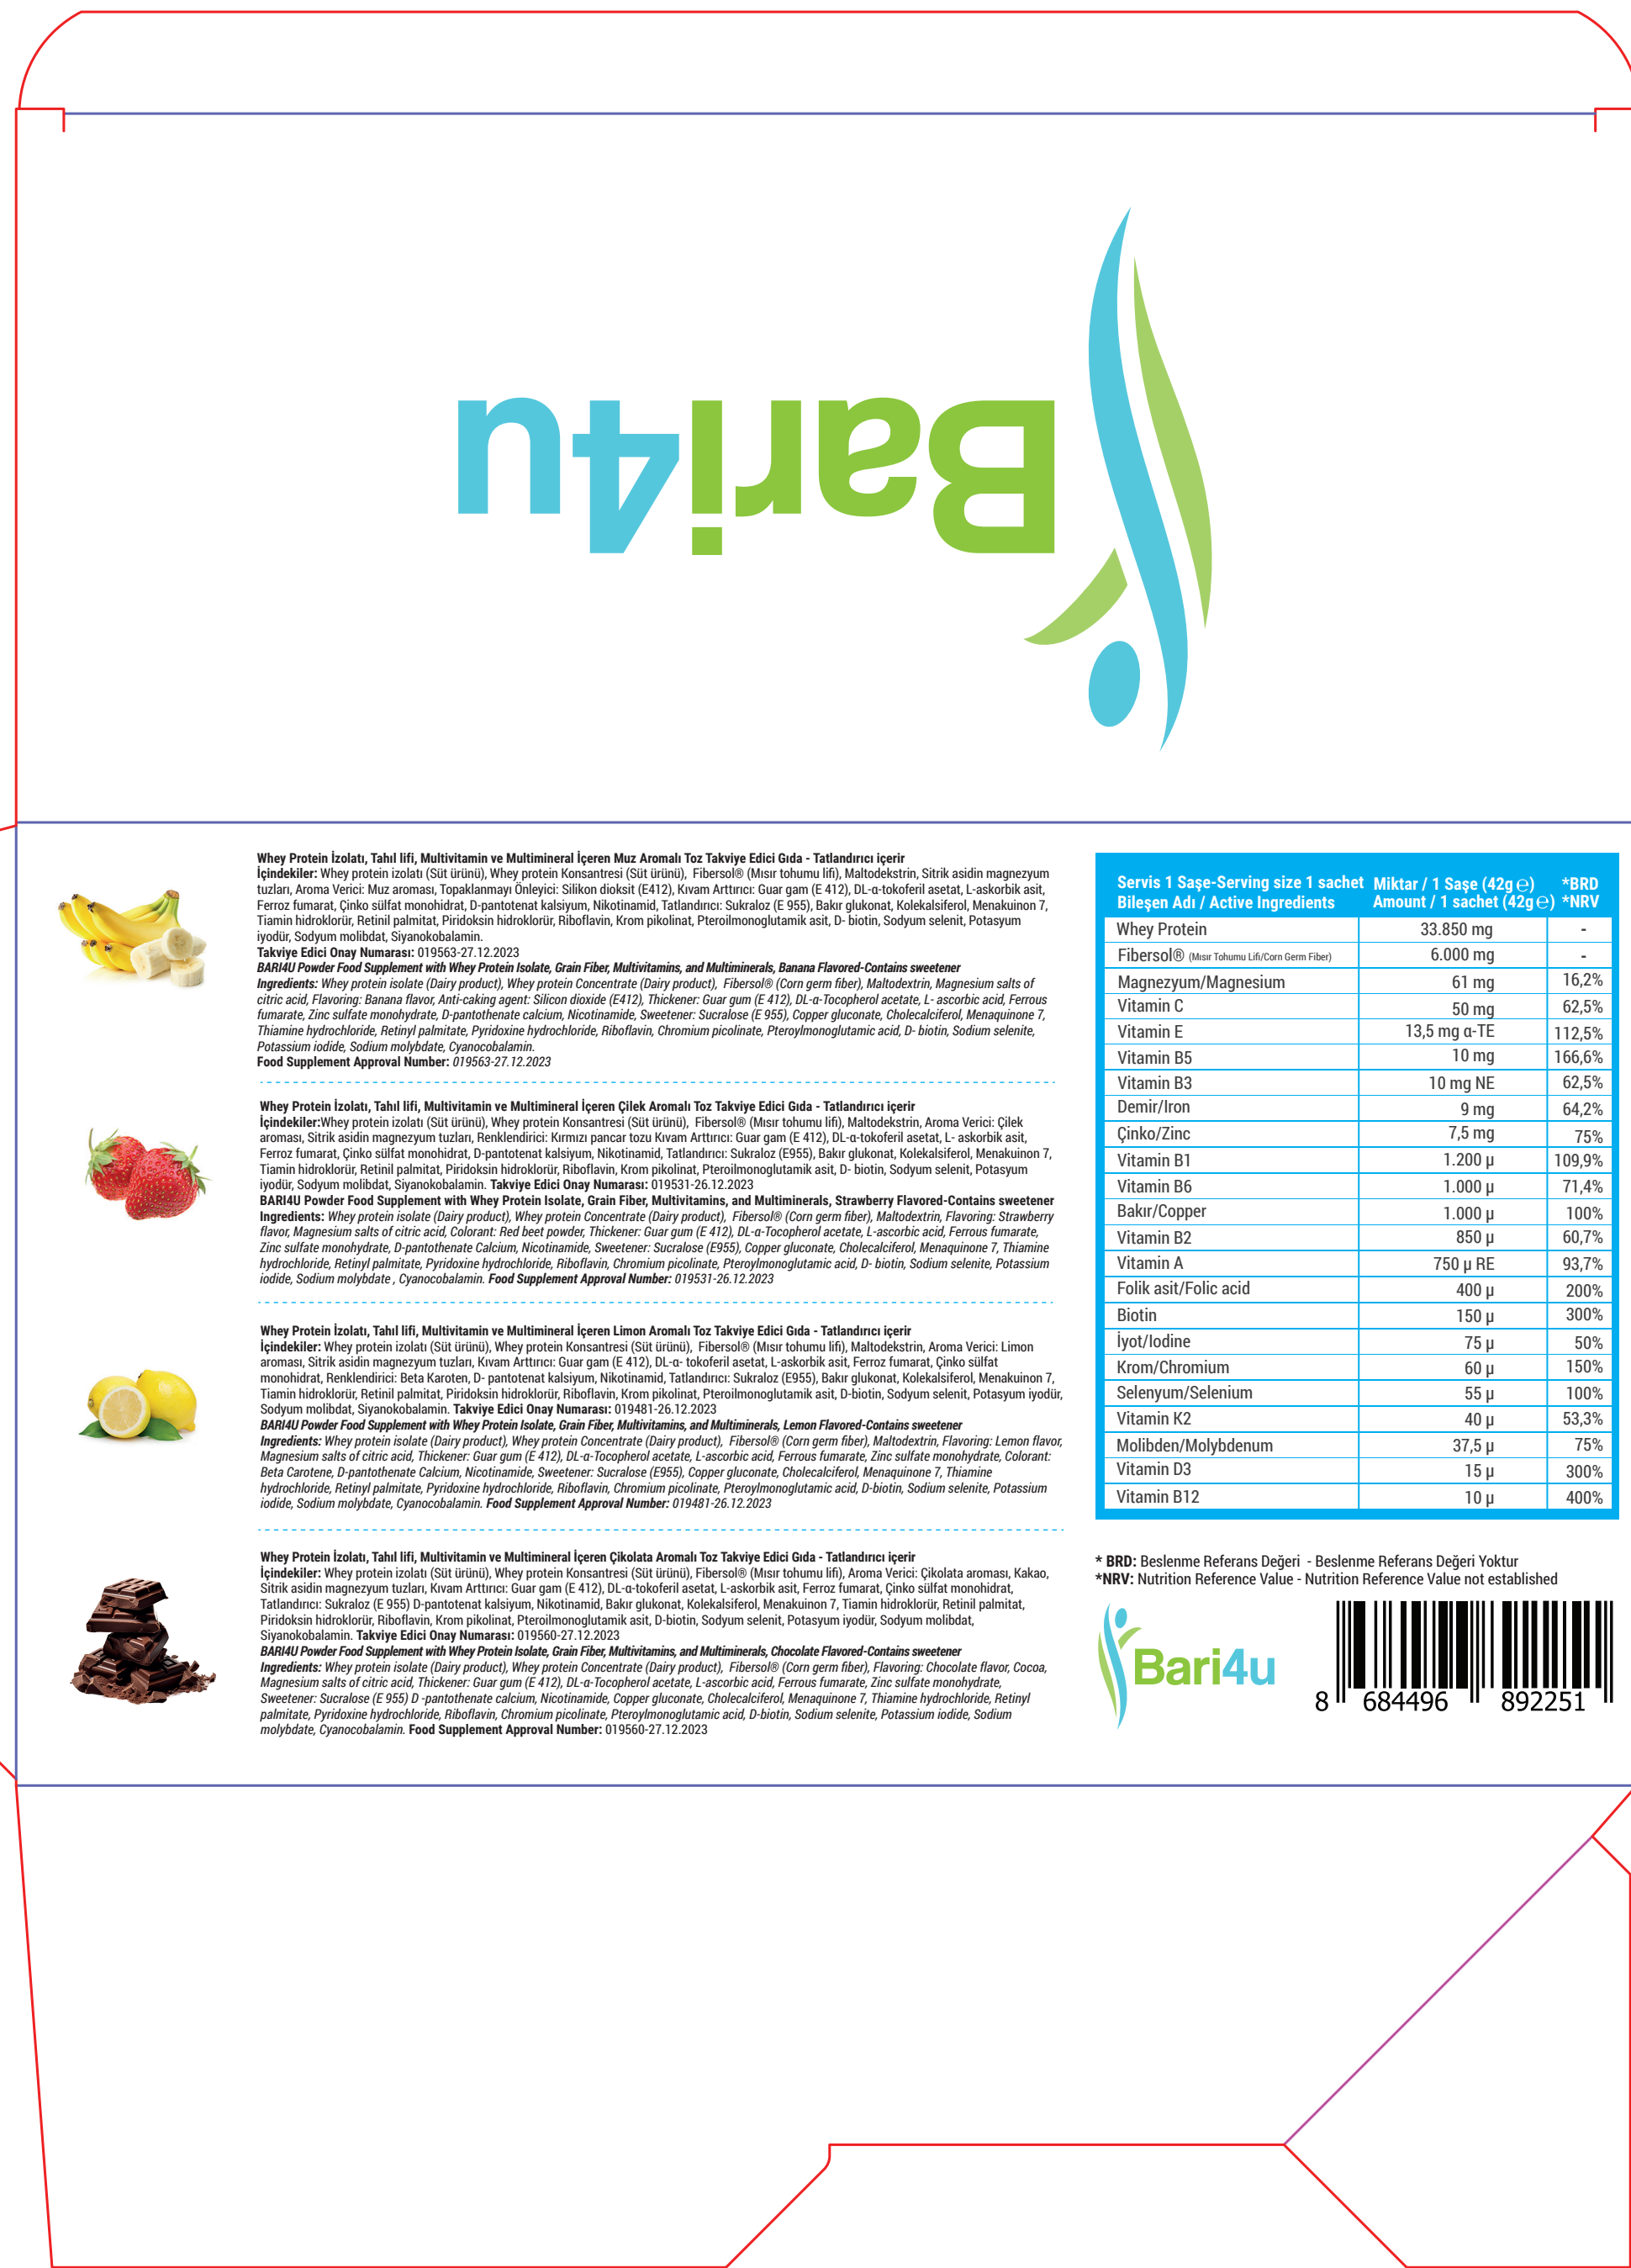 Bari4u
Whey Protein İzolatı, Tahıl lifi, Multivitamin ve Multimineral İçeren Muz Aromalı Toz Takviye Edici Gıda - Tatlandırıcı içerir
İçindekiler: Whey protein izolatı (Süt ürünü), Whey protein Konsantresi (Süt ürünü), Fibersol® (Mısır tohumu lifi), Maltodekstrin, Sitrik asidin magnezyum
tuzları, Aroma Verici: Muz aroması, Topaklanmayı Önleyici: Silikon dioksit (E412), Kıvam Arttırıcı: Guar gam (E 412), DL-α-tokoferil asetat, L-askorbik asit,
Ferroz fumarat, Çinko sülfat monohidrat, D-pantotenat kalsiyum, Nikotinamid, Tatlandırıcı: Sukraloz (E 955), Bakır glukonat, Kolekalsiferol, Menakuinon 7,
Tiamin hidroklorür, Retinil palmitat, Piridoksin hidroklorür, Riboflavin, Krom pikolinat, Pteroilmonoglutamik asit, D- biotin, Sodyum selenit, Potasyum
iyodür, Sodyum molibdat, Siyanokobalamin.
Takviye Edici Onay Numarası: 019563-27.12.2023
BARI4U Powder Food Supplement with Whey Protein Isolate, Grain Fiber, Multivitamins, and Multiminerals, Banana Flavored-Contains sweetener
Ingredients: Whey protein isolate (Dairy product), Whey protein Concentrate (Dairy product), Fibersol® (Corn germ fiber), Maltodextrin, Magnesium salts of
citric acid, Flavoring: Banana flavor, Anti-caking agent: Silicon dioxide (E412), Thickener: Guar gum (E 412), DL-α-Tocopherol acetate, L- ascorbic acid, Ferrous
fumarate, Zinc sulfate monohydrate, D-pantothenate calcium, Nicotinamide, Sweetener: Sucralose (E 955), Copper gluconate, Cholecalciferol, Menaquinone 7,
Thiamine hydrochloride, Retinyl palmitate, Pyridoxine hydrochloride, Riboflavin, Chromium picolinate, Pteroylmonoglutamic acid, D- biotin, Sodium selenite,
Potassium iodide, Sodium molybdate, Cyanocobalamin.
Food Supplement Approval Number: 019563-27.12.2023
Whey Protein İzolatı, Tahıl lifi, Multivitamin ve Multimineral İçeren Çilek Aromalı Toz Takviye Edici Gıda - Tatlandırıcı içerir
İçindekiler:Whey protein izolatı (Süt ürünü), Whey protein Konsantresi (Süt ürünü), Fibersol® (Mısır tohumu lifi), Maltodekstrin, Aroma Verici: Çilek
aroması, Sitrik asidin magnezyum tuzları, Renklendirici: Kırmızı pancar tozu Kıvam Arttırıcı: Guar gam (E 412), DL-α-tokoferil asetat, L- askorbik asit,
Ferroz fumarat, Çinko sülfat monohidrat, D-pantotenat kalsiyum, Nikotinamid, Tatlandırıcı: Sukraloz (E955), Bakır glukonat, Kolekalsiferol, Menakuinon 7,
Tiamin hidroklorür, Retinil palmitat, Piridoksin hidroklorür, Riboflavin, Krom pikolinat, Pteroilmonoglutamik asit, D- biotin, Sodyum selenit, Potasyum
iyodür, Sodyum molibdat, Siyanokobalamin. Takviye Edici Onay Numarası: 019531-26.12.2023
BARI4U Powder Food Supplement with Whey Protein Isolate, Grain Fiber, Multivitamins, and Multiminerals, Strawberry Flavored-Contains sweetener
Ingredients: Whey protein isolate (Dairy product), Whey protein Concentrate (Dairy product), Fibersol® (Corn germ fiber), Maltodextrin, Flavoring: Strawberry
flavor, Magnesium salts of citric acid, Colorant: Red beet powder, Thickener: Guar gum (E 412), DL-α-Tocopherol acetate, L-ascorbic acid, Ferrous fumarate,
Zinc sulfate monohydrate, D-pantothenate Calcium, Nicotinamide, Sweetener: Sucralose (E955), Copper gluconate, Cholecalciferol, Menaquinone 7, Thiamine
hydrochloride, Retinyl palmitate, Pyridoxine hydrochloride, Riboflavin, Chromium picolinate, Pteroylmonoglutamic acid, D- biotin, Sodium selenite, Potassium
iodide, Sodium molybdate , Cyanocobalamin. Food Supplement Approval Number: 019531-26.12.2023
Whey Protein İzolatı, Tahıl lifi, Multivitamin ve Multimineral İçeren Limon Aromalı Toz Takviye Edici Gıda - Tatlandırıcı içerir
İçindekiler: Whey protein izolatı (Süt ürünü), Whey protein Konsantresi (Süt ürünü), Fibersol® (Mısır tohumu lifi), Maltodekstrin, Aroma Verici: Limon
aroması, Sitrik asidin magnezyum tuzları, Kıvam Arttırıcı: Guar gam (E 412), DL-α- tokoferil asetat, L-askorbik asit, Ferroz fumarat, Çinko sülfat
monohidrat, Renklendirici: Beta Karoten, D- pantotenat kalsiyum, Nikotinamid, Tatlandırıcı: Sukraloz (E955), Bakır glukonat, Kolekalsiferol, Menakuinon 7,
Tiamin hidroklorür, Retinil palmitat, Piridoksin hidroklorür, Riboflavin, Krom pikolinat, Pteroilmonoglutamik asit, D-biotin, Sodyum selenit, Potasyum iyodür,
Sodyum molibdat, Siyanokobalamin. Takviye Edici Onay Numarası: 019481-26.12.2023
BARI4U Powder Food Supplement with Whey Protein Isolate, Grain Fiber, Multivitamins, and Multiminerals, Lemon Flavored-Contains sweetener
Ingredients: Whey protein isolate (Dairy product), Whey protein Concentrate (Dairy product), Fibersol® (Corn germ fiber), Maltodextrin, Flavoring: Lemon flavor,
Magnesium salts of citric acid, Thickener: Guar gum (E 412), DL-α-Tocopherol acetate, L-ascorbic acid, Ferrous fumarate, Zinc sulfate monohydrate, Colorant:
Beta Carotene, D-pantothenate Calcium, Nicotinamide, Sweetener: Sucralose (E955), Copper gluconate, Cholecalciferol, Menaquinone 7, Thiamine
hydrochloride, Retinyl palmitate, Pyridoxine hydrochloride, Riboflavin, Chromium picolinate, Pteroylmonoglutamic acid, D-biotin, Sodium selenite, Potassium
iodide, Sodium molybdate, Cyanocobalamin. Food Supplement Approval Number: 019481-26.12.2023
Whey Protein İzolatı, Tahıl lifi, Multivitamin ve Multimineral İçeren Çikolata Aromalı Toz Takviye Edici Gıda - Tatlandırıcı içerir
İçindekiler: Whey protein izolatı (Süt ürünü), Whey protein Konsantresi (Süt ürünü), Fibersol® (Mısır tohumu lifi), Aroma Verici: Çikolata aroması, Kakao,
Sitrik asidin magnezyum tuzları, Kıvam Arttırıcı: Guar gam (E 412), DL-α-tokoferil asetat, L-askorbik asit, Ferroz fumarat, Çinko sülfat monohidrat,
Tatlandırıcı: Sukraloz (E 955) D-pantotenat kalsiyum, Nikotinamid, Bakır glukonat, Kolekalsiferol, Menakuinon 7, Tiamin hidroklorür, Retinil palmitat,
Piridoksin hidroklorür, Riboflavin, Krom pikolinat, Pteroilmonoglutamik asit, D-biotin, Sodyum selenit, Potasyum iyodür, Sodyum molibdat,
Siyanokobalamin. Takviye Edici Onay Numarası: 019560-27.12.2023
BARI4U Powder Food Supplement with Whey Protein Isolate, Grain Fiber, Multivitamins, and Multiminerals, Chocolate Flavored-Contains sweetener
Ingredients: Whey protein isolate (Dairy product), Whey protein Concentrate (Dairy product), Fibersol® (Corn germ fiber), Flavoring: Chocolate flavor, Cocoa,
Magnesium salts of citric acid, Thickener: Guar gum (E 412), DL-α-Tocopherol acetate, L-ascorbic acid, Ferrous fumarate, Zinc sulfate monohydrate,
Sweetener: Sucralose (E 955) D -pantothenate calcium, Nicotinamide, Copper gluconate, Cholecalciferol, Menaquinone 7, Thiamine hydrochloride, Retinyl
palmitate, Pyridoxine hydrochloride, Riboflavin, Chromium picolinate, Pteroylmonoglutamic acid, D-biotin, Sodium selenite, Potassium iodide, Sodium
molybdate, Cyanocobalamin. Food Supplement Approval Number: 019560-27.12.2023
Servis 1 Saşe-Serving size 1 sachet Miktar / 1 Saşe (42g ℮) *BRD
Bileşen Adı / Active Ingredients Amount / 1 sachet (42g ℮) *NRV
Whey Protein 33.850 mg -
Fibersol® (Mısır Tohumu Lifi/Corn Germ Fiber) 6.000 mg -
Magnezyum/Magnesium 61 mg 16,2%
Vitamin C 50 mg 62,5%
Vitamin E 13,5 mg α-TE 112,5%
Vitamin B5 10 mg 166,6%
Vitamin B3 10 mg NE 62,5%
Demir/Iron 9 mg 64,2%
Çinko/Zinc 7,5 mg 75%
Vitamin B1 1.200 µ 109,9%
Vitamin B6 1.000 µ 71,4%
Bakır/Copper 1.000 µ 100%
Vitamin B2 850 µ 60,7%
Vitamin A 750 µ RE 93,7%
Folik asit/Folic acid 400 µ 200%
Biotin 150 µ 300%
İyot/Iodine 75 µ 50%
Krom/Chromium 60 µ 150%
Selenyum/Selenium 55 µ 100%
Vitamin K2 40 µ 53,3%
Molibden/Molybdenum 37,5 µ 75%
Vitamin D3 15 µ 300%
Vitamin B12 10 µ 400%
* BRD: Beslenme Referans Değeri - Beslenme Referans Değeri Yoktur
*NRV: Nutrition Reference Value - Nutrition Reference Value not established
Bari4u
8 684496 892251